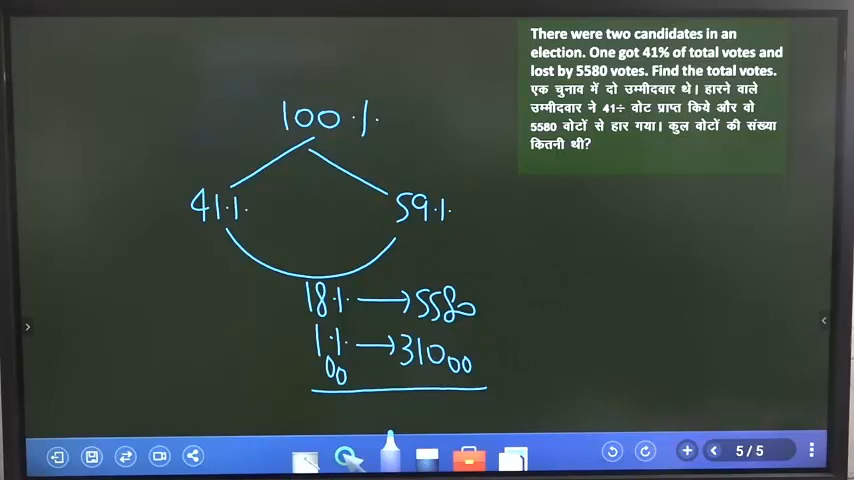 There were two candidates in an
election. One got 41% of total votes and
lost by 5580 votes. Find the total votes.
एक चुनाव में दो उम्मीदवार थे। हारने वाले
उम्मीदवार ने 41÷ वोट प्राप्त किये और वो
5580 वोटों से हार गया। कुल वोटों की संख्या
कितनी थी?
100%
41% 59%
18% → 5580
1% → 31000
00
5/5